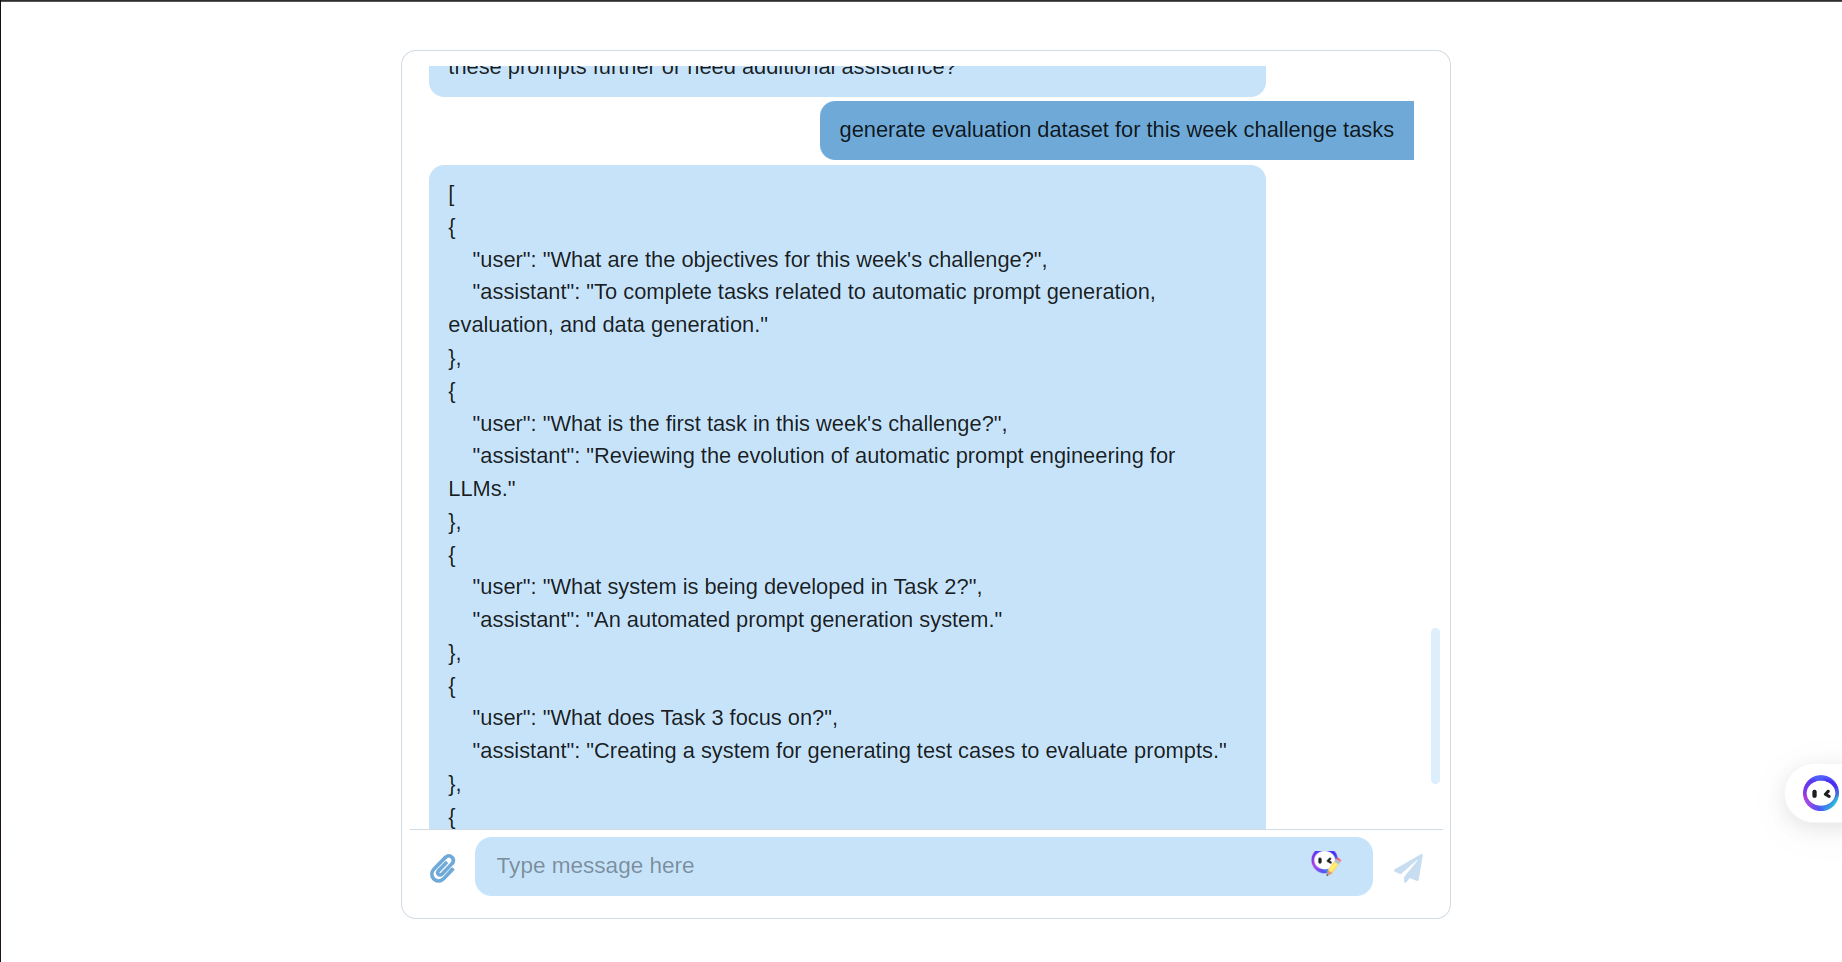 these prompts further or need additional assistance?
generate evaluation dataset for this week challenge tasks
[
{
"user": "What are the objectives for this week's challenge?",
"assistant": "To complete tasks related to automatic prompt generation,
evaluation, and data generation."
},
{
"user": "What is the first task in this week's challenge?",
"assistant": "Reviewing the evolution of automatic prompt engineering for
LLMs."
},
{
"user": "What system is being developed in Task 2?",
"assistant": "An automated prompt generation system."
},
{
"user": "What does Task 3 focus on?",
"assistant": "Creating a system for generating test cases to evaluate prompts."
},
{
Type message here